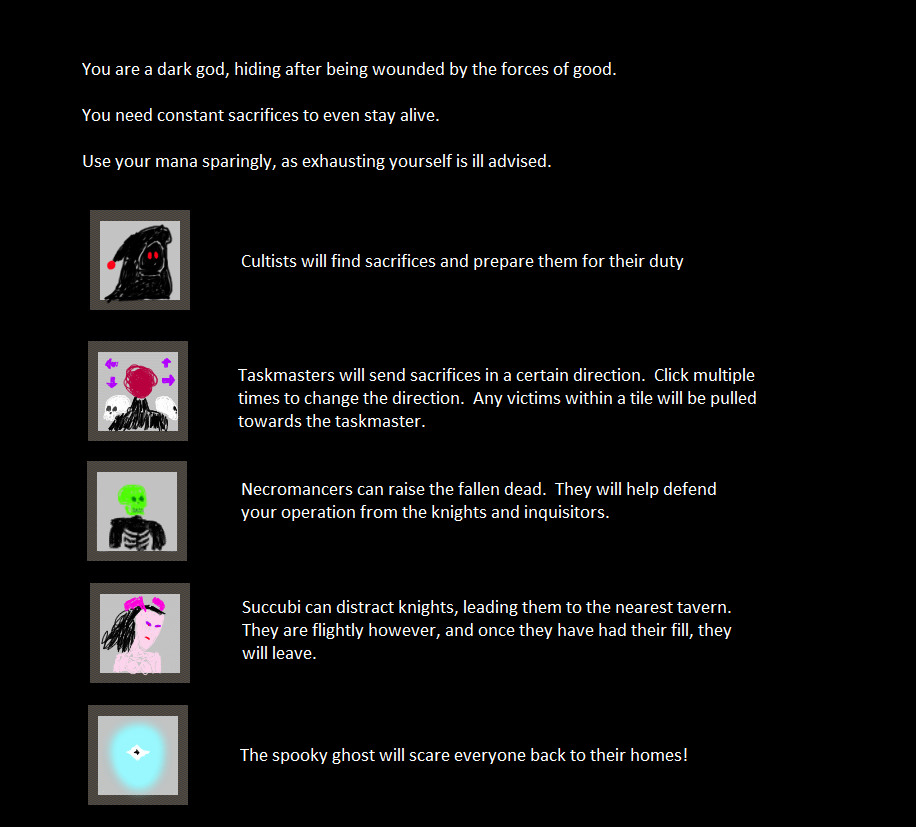 You are a dark god, hiding after being wounded by the forces of good.
You need constant sacrifices to even stay alive.
Use your mana sparingly, as exhausting yourself is ill advised.
Cultists will find sacrifices and prepare them for their duty
Taskmasters will send sacrifices in a certain direction.  Click multiple
times to change the direction.  Any victims within a tile will be pulled
towards the taskmaster.
Necromancers can raise the fallen dead.  They will help defend
your operation from the knights and inquisitors.
Succubi can distract knights, leading them to the nearest tavern.
They are flightly however, and once they have had their fill, they
will leave.
The spooky ghost will scare everyone back to their homes!